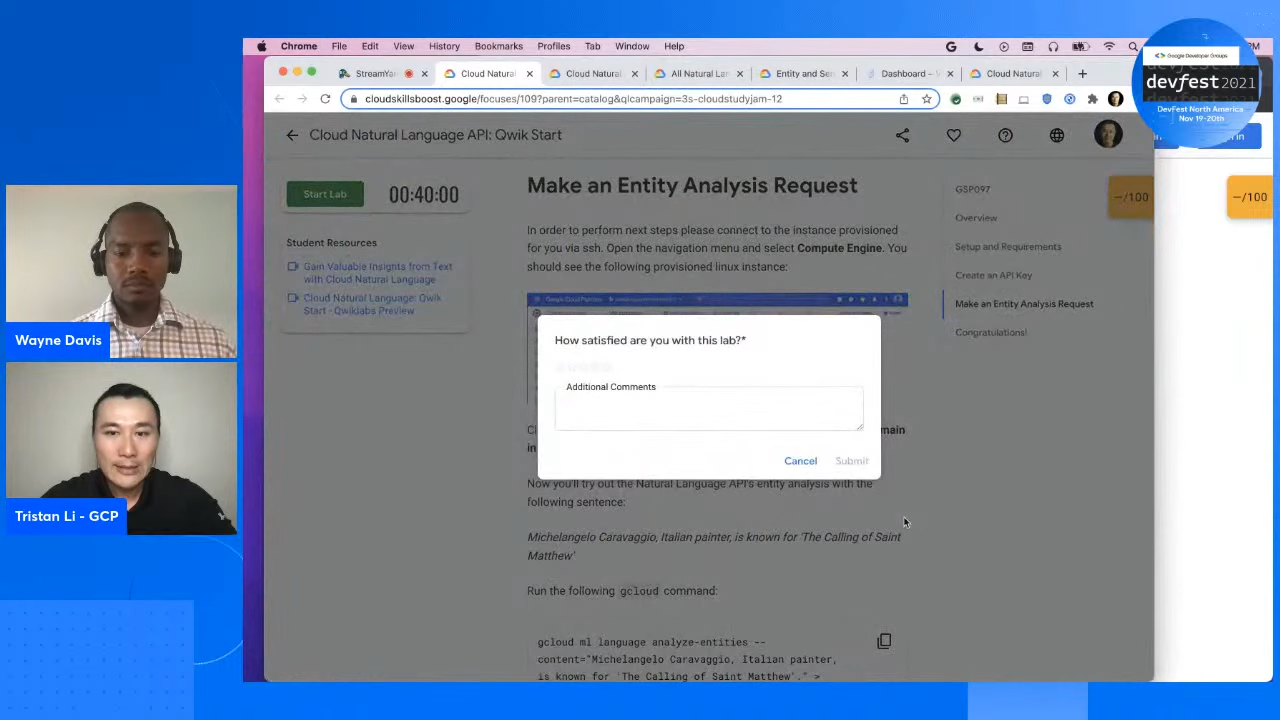 Chrome File Edit View History Bookmarks Profiles Tab Window Help
Google Developer Groups
devfest2021
DevFest North America
Nov 19-20th
StreamYa
Cloud Natural
Cloud Natural
All Natural Lan
Entity and Sen
Dashboard –
Cloud Natural
cloudskillsboost.google/focuses/109?parent=catalog&qlcampaign=3s-cloudstudyjam-12
Cloud Natural Language API: Qwik Start
Start Lab
00:40:00
Student Resources
Gain Valuable Insights from Text
with Cloud Natural Language
Cloud Natural Language: Qwik
Start - Qwiklabs Preview
Make an Entity Analysis Request
In order to perform next steps please connect to the instance provisioned
for you via ssh. Open the navigation menu and select Compute Engine. You
should see the following provisioned linux instance:
How satisfied are you with this lab?*
Additional Comments
Cancel Submit
main
Now you'll try out the Natural Language API's entity analysis with the
following sentence:
Michelangelo Caravaggio, Italian painter, is known for 'The Calling of Saint
Matthew'
Run the following gcloud command:
gcloud ml language analyze-entities --
content="Michelangelo Caravaggio, Italian painter,
is known for 'The Calling of Saint Matthew'." >
GSP097
Overview
Setup and Requirements
Create an API Key
Make an Entity Analysis Request
Congratulations!
–/100
–/100
Wayne Davis
Tristan Li - GCP